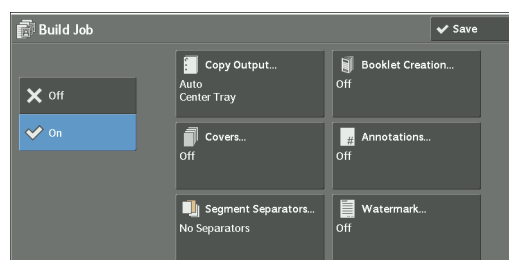 Build Job
Save
Off
On
Copy Output...
Auto
Center Tray
Booklet Creation...
Off
Covers...
Off
#
Annotations...
Off
Segment Separators...
No Separators
Watermark...
Off